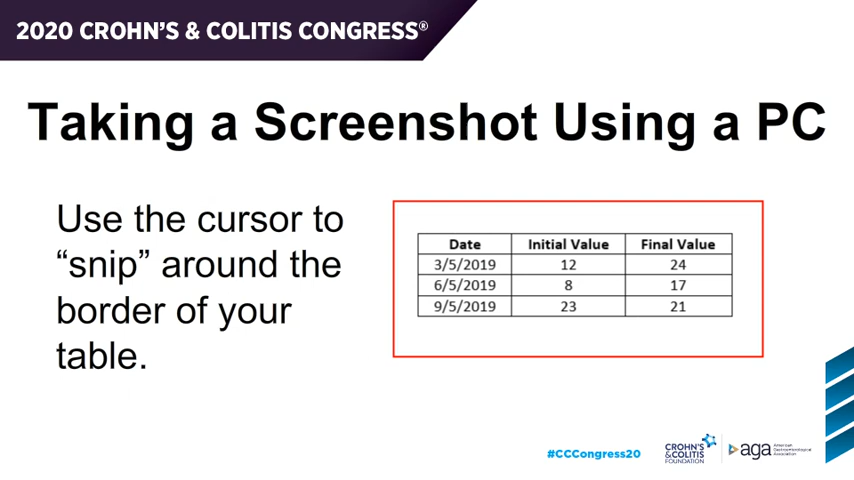 2020 CROHN'S & COLITIS CONGRESS®
Taking a Screenshot Using a PC
Use the cursor to
“snip” around the
border of your
table.
Date Initial Value Final Value
3/5/2019 12 24
6/5/2019 8 17
9/5/2019 23 21
#CCCongress20
CROHN'S
&COLITIS
FOUNDATION
aga
American
Gastroenterological
Association